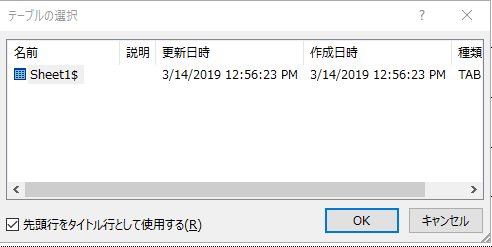 テーブルの選択
名前 説明 更新日時 作成日時 種類
Sheet1$ 3/14/2019 12:56:23 PM 3/14/2019 12:56:23 PM TAB
先頭行をタイトル行として使用する(R) OK キャンセル